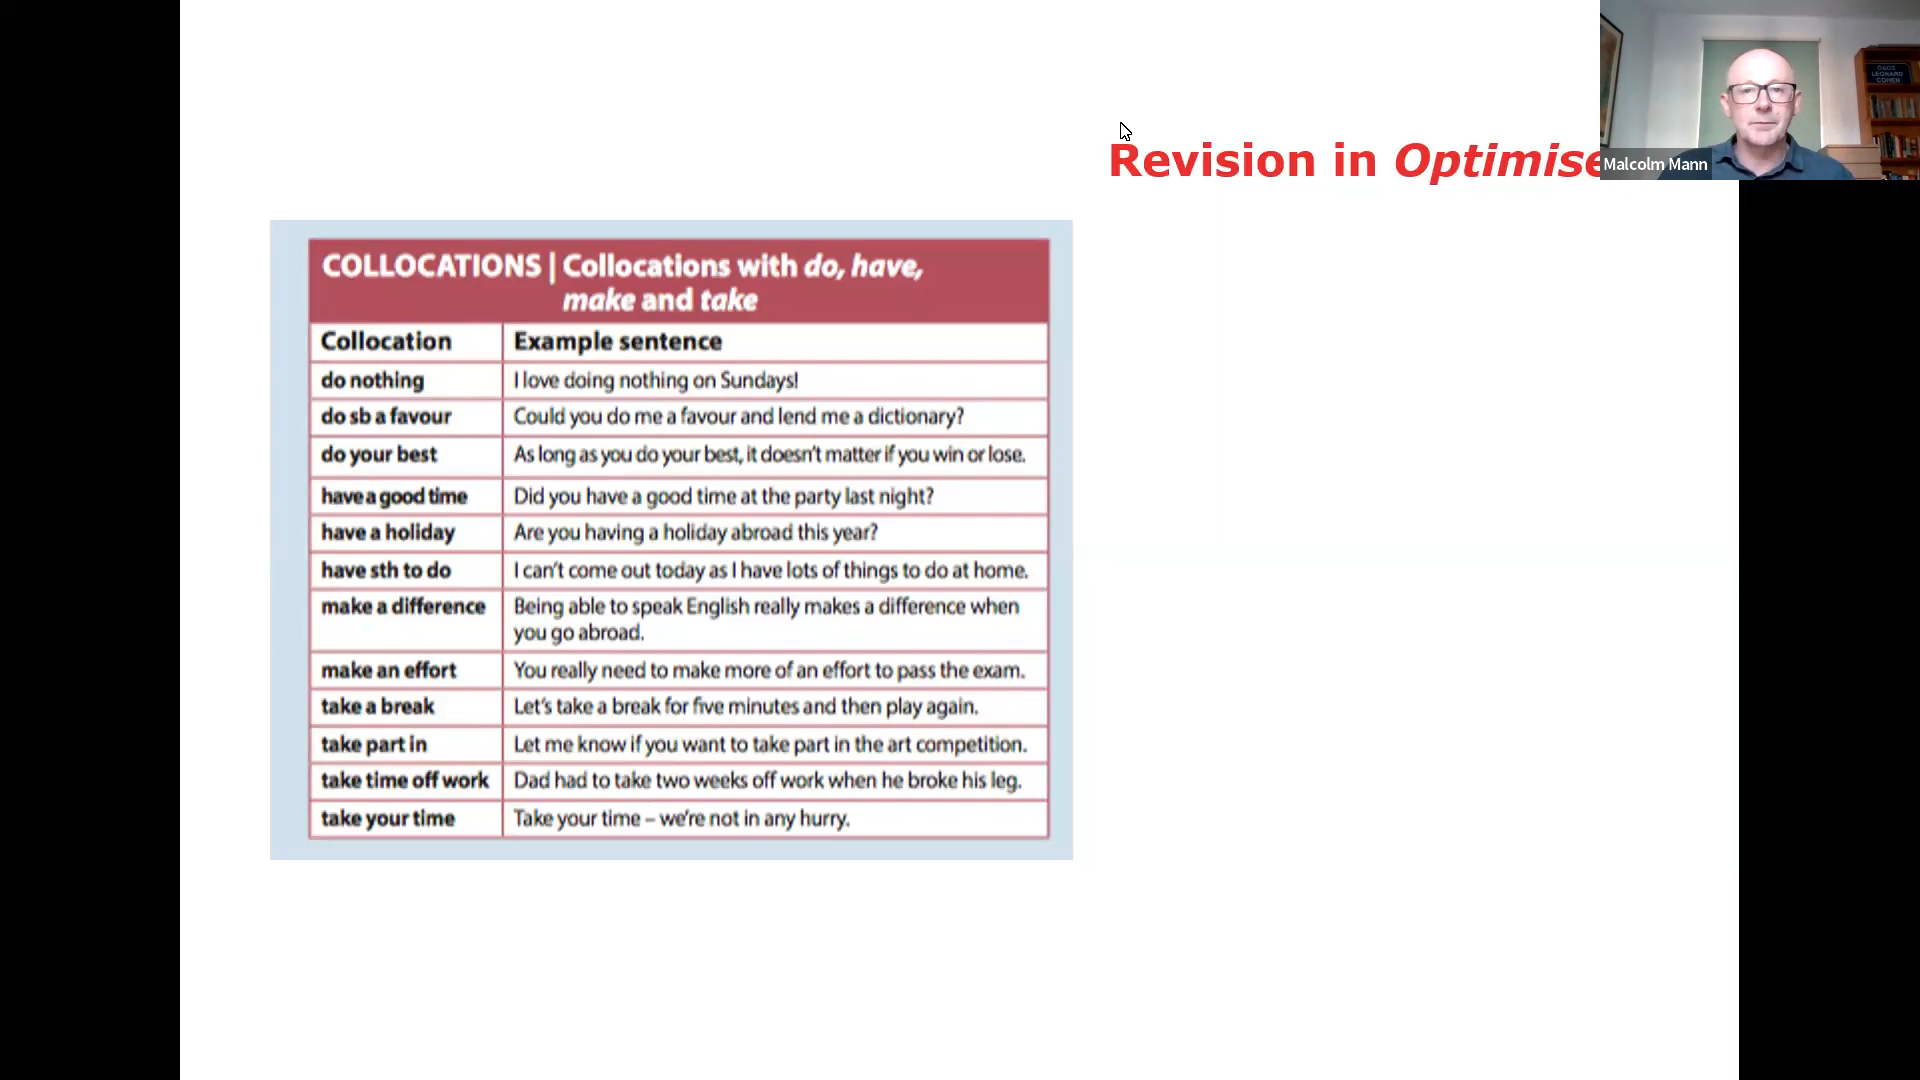 Revision in Optimise
Malcolm Mann
COLLOCATIONS | Collocations with do, have,
make and take
Collocation Example sentence
do nothing I love doing nothing on Sundays!
do sb a favour Could you do me a favour and lend me a dictionary?
do your best As long as you do your best, it doesn't matter if you win or lose.
have a good time Did you have a good time at the party last night?
have a holiday Are you having a holiday abroad this year?
have sth to do I can't come out today as I have lots of things to do at home.
make a difference Being able to speak English really makes a difference when
you go abroad.
make an effort You really need to make more of an effort to pass the exam.
take a break Let's take a break for five minutes and then play again.
take part in Let me know if you want to take part in the art competition.
take time off work Dad had to take two weeks off work when he broke his leg.
take your time Take your time – we're not in any hurry.
LEONARD
COHEN